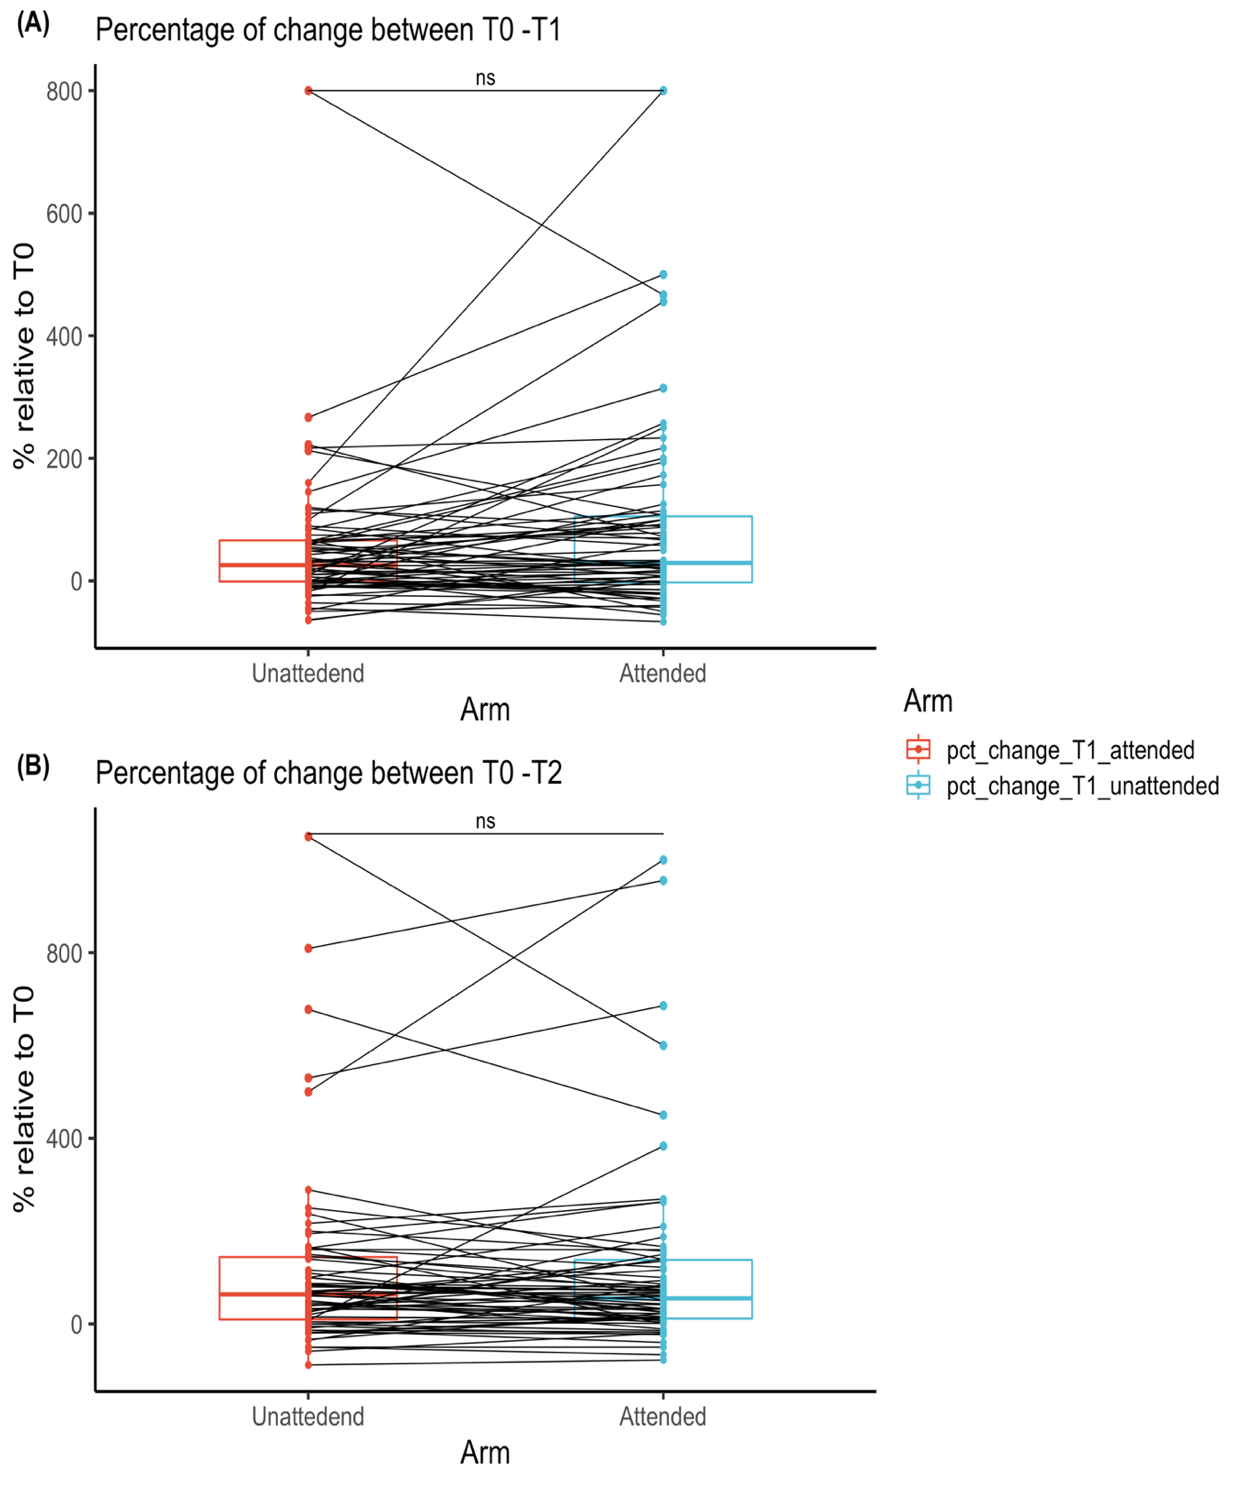 (A) Percentage of change between T0 -T1
ns
800
600
400
200
0
% relative to T0
Unattedend Attended
Arm
Arm
pct_change_T1_attended
pct_change_T1_unattended
(B) Percentage of change between T0 -T2
ns
800
400
0
% relative to T0
Unattedend Attended
Arm